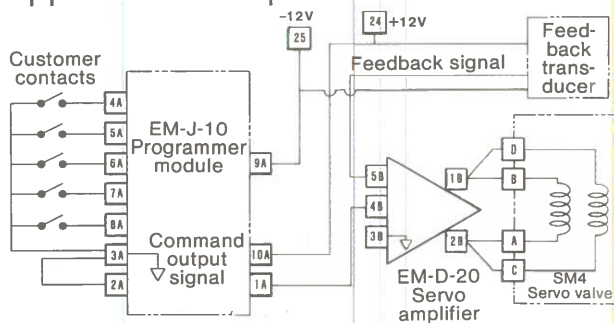 -12V
25
24
+12V
Feed-
back
trans-
ducer
Feedback signal
Customer
contacts
4A
5A
6A
7A
8A
3A
2A
EM-J-10
Programmer
module
9A
10A
1A
Command
output
signal
5B
4B
3B
1B
2B
EM-D-20
Servo
amplifier
D
B
A
C
SM4
Servo valve